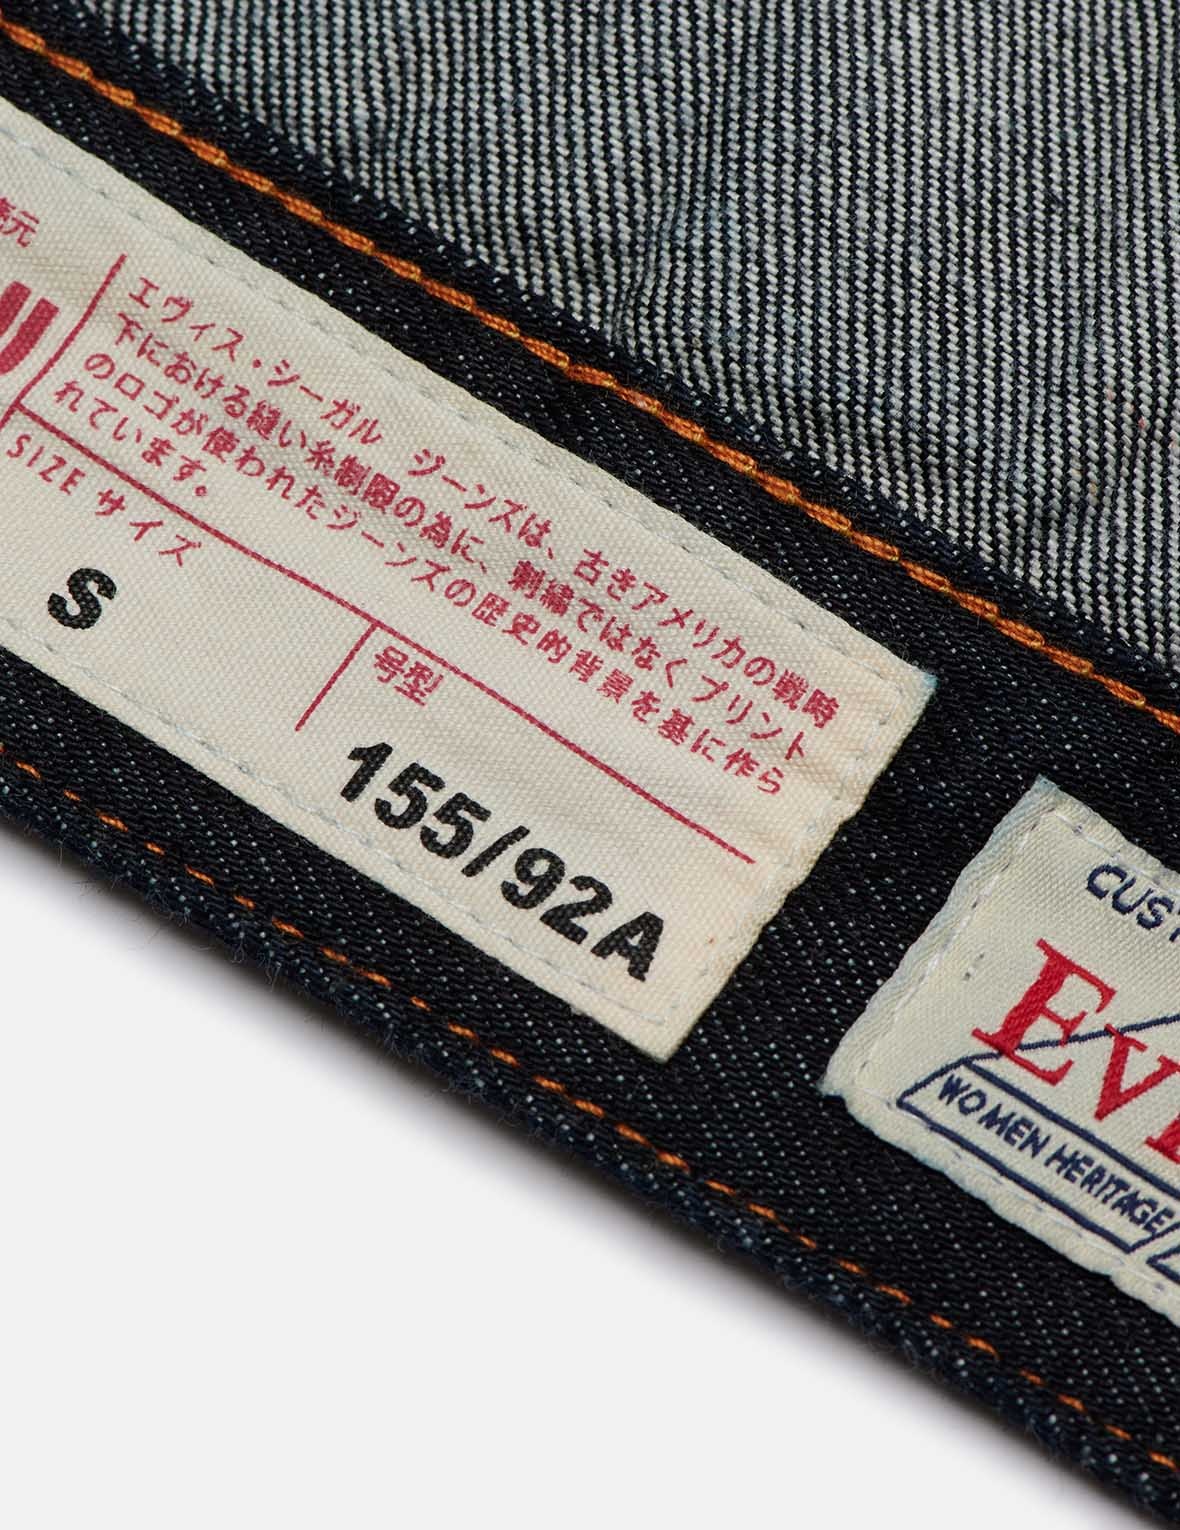 元
エヴィス・シーガル ジーンズは、古きアメリカの戦時
下における縫い糸制限の為に、刺繍ではなくプリント
のロゴが使われたジーンズの歴史的背景を基に作ら
れています。
SIZE サイズ
S
号型
155/92A
CUST
Ev
WOMEN HERITAGE/